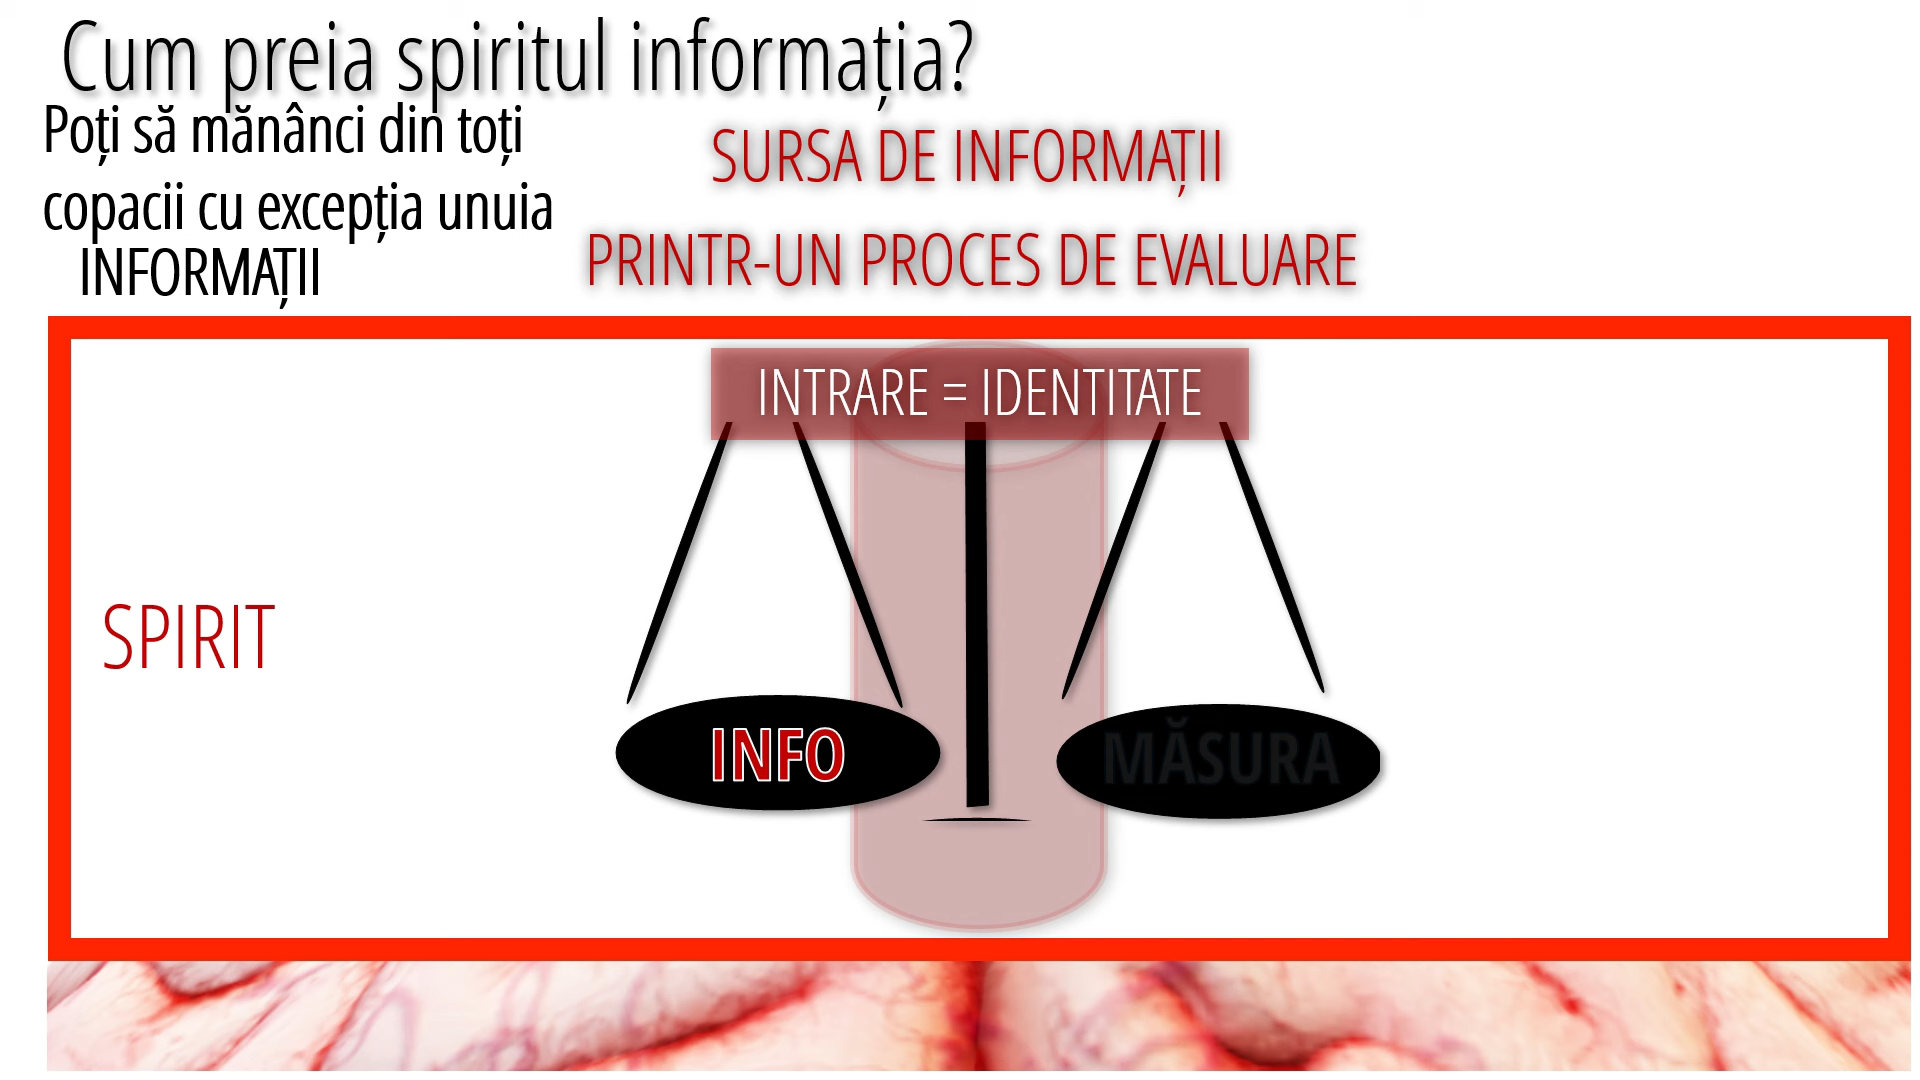 Cum preia spiritul informația?
Poți să mănânci din toți
copacii cu excepția unuia
INFORMAȚII
SURSA DE INFORMAȚII
PRINTR-UN PROCES DE EVALUARE
INTRARE = IDENTITATE
SPIRIT
INFO
MĂSURA